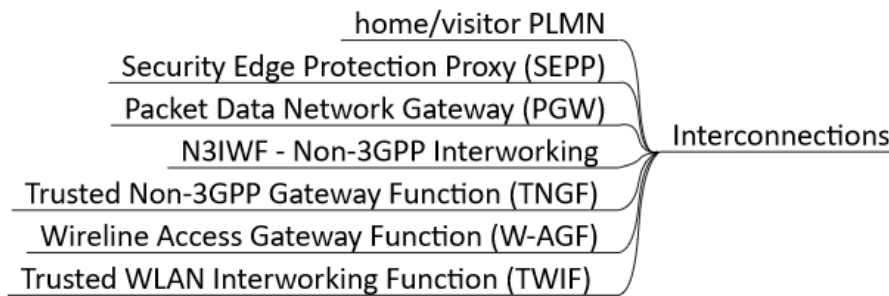 home/visitor PLMN
Security Edge Protection Proxy (SEPP)
Packet Data Network Gateway (PGW)
N3IWF - Non-3GPP Interworking
Trusted Non-3GPP Gateway Function (TNGF)
Wireline Access Gateway Function (W-AGF)
Trusted WLAN Interworking Function (TWIF)
Interconnections